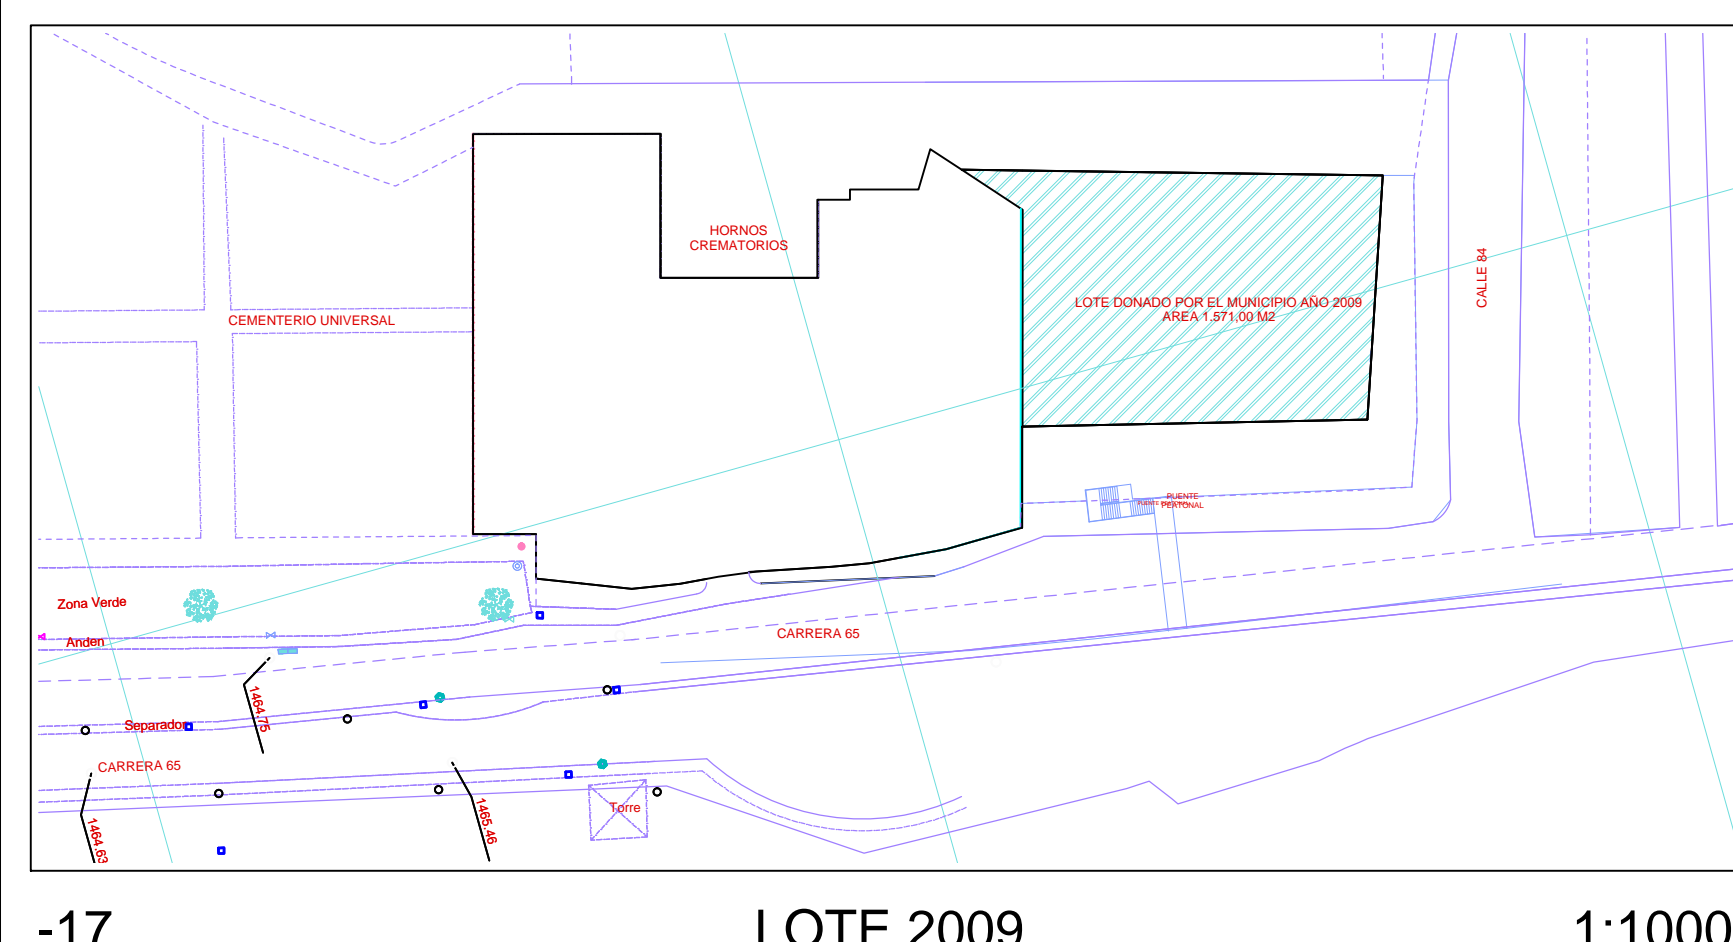 HORNOS
CREMATORIOS
CEMENTERIO UNIVERSAL
LOTE DONADO POR EL MUNICIPIO AÑO 2009
AREA 1.571,00 M2
CALLE 84
PUENTE
PEATONAL
Zona Verde
Anden
CARRERA 65
1464.75
Separador
CARRERA 65
1464.63
1465.46
Torre
-17
LOTE 2009
1:1000